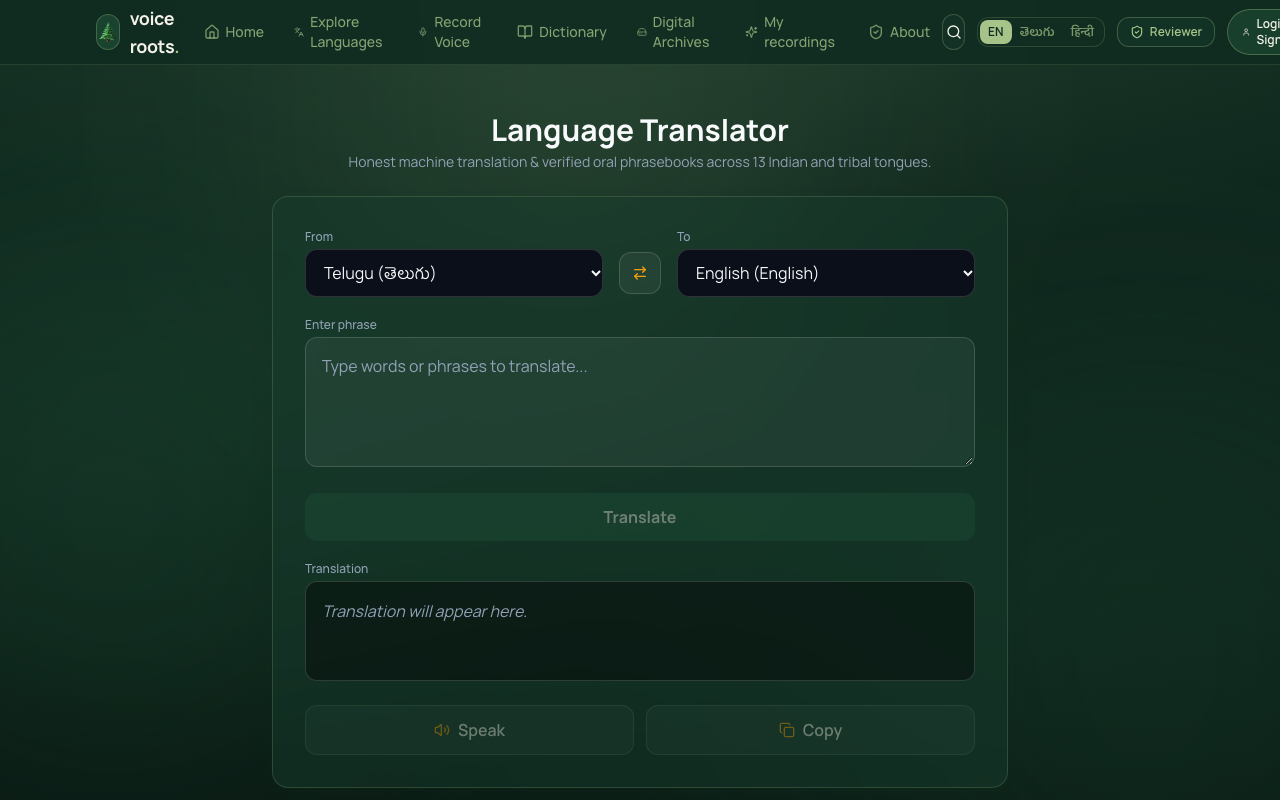 voice
roots.
Home
Explore
Languages
Record
Voice
Dictionary
Digital
Archives
My
recordings
About
EN
తెలుగు
हिन्दी
Reviewer
Language Translator
Honest machine translation & verified oral phrasebooks across 13 Indian and tribal tongues.
From
To
Telugu (తెలుగు)
English (English)
Enter phrase
Type words or phrases to translate...
Translate
Translation
Translation will appear here.
Speak
Copy